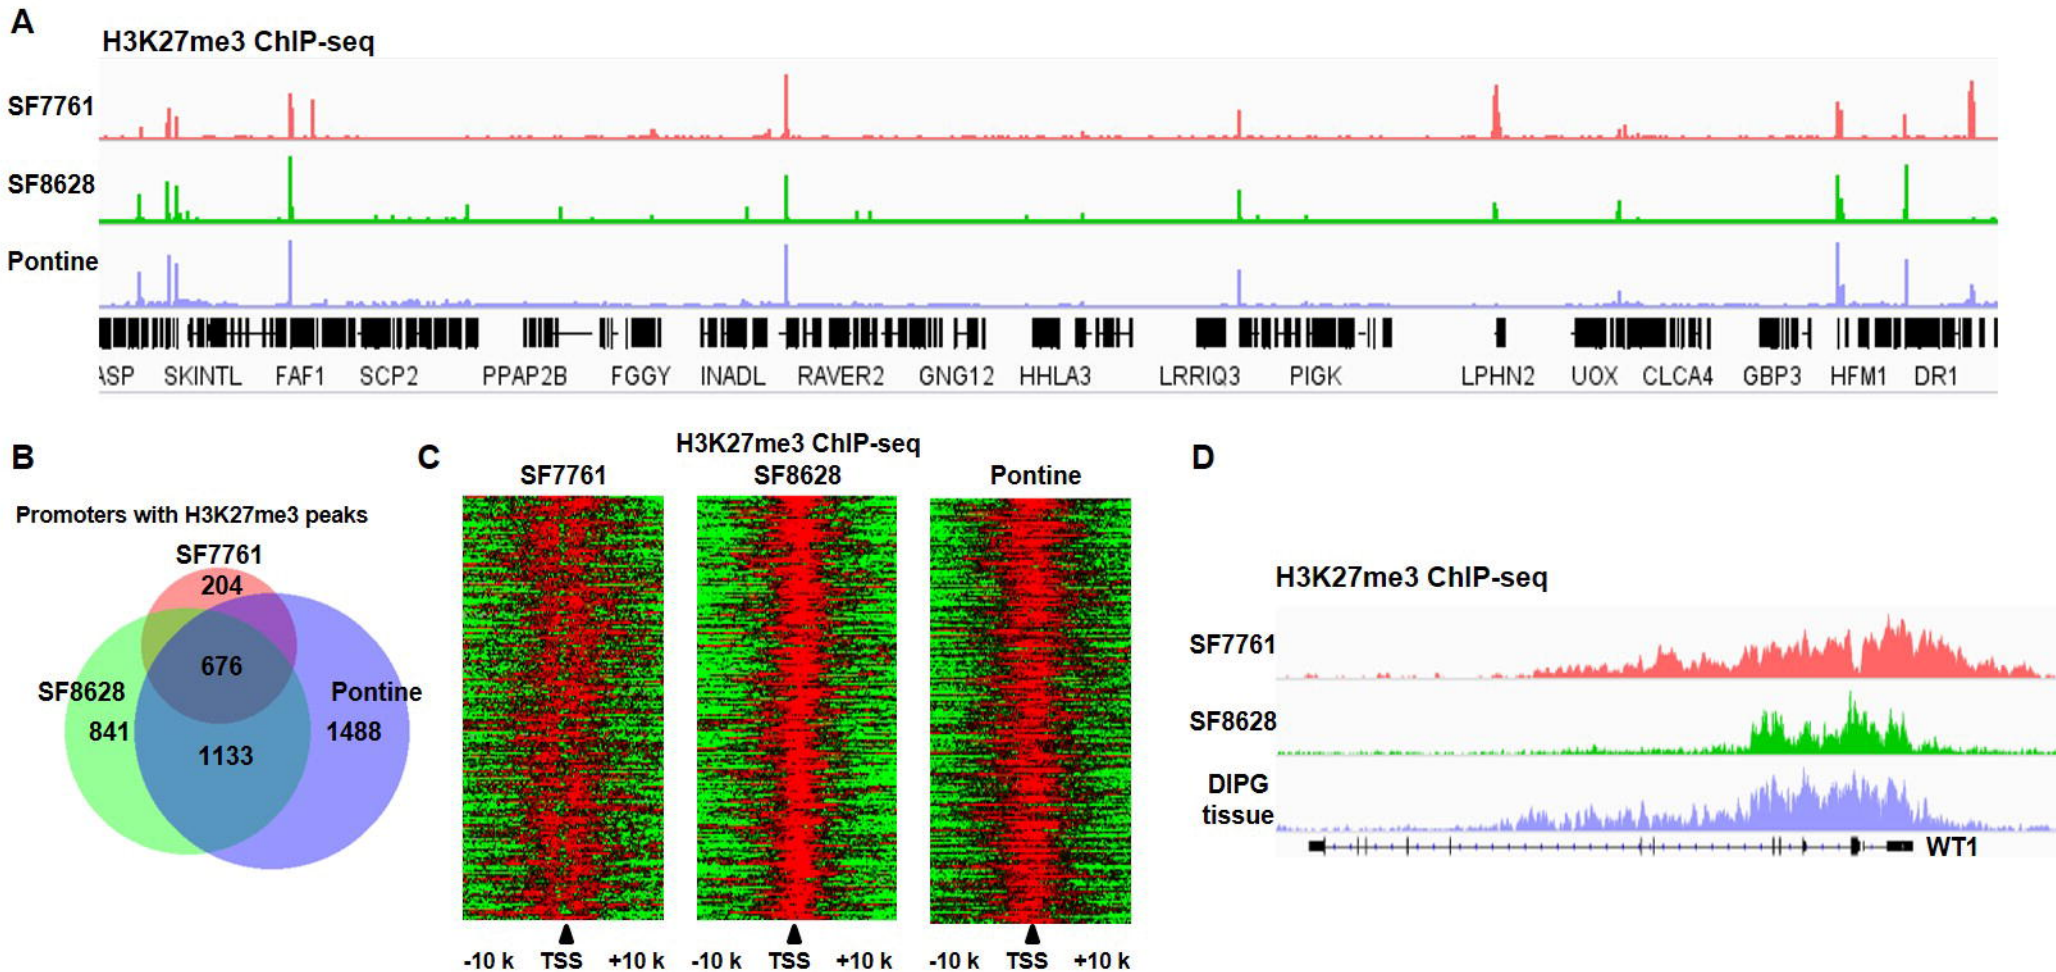 A
H3K27me3 ChIP-seq
SF7761
SF8628
Pontine
ASP SKINTL FAF1 SCP2 PPAP2B FGGY INADL RAVER2 GNG12 HHLA3 LRRIQ3 PIGK LPHN2 UOX CLCA4 GBP3 HFM1 DR1
B
Promoters with H3K27me3 peaks
SF7761
204
676
SF8628
Pontine
841
1488
1133
C
H3K27me3 ChIP-seq
SF7761 SF8628 Pontine
-10 k TSS +10 k -10 k TSS +10 k -10 k TSS +10 k
D
H3K27me3 ChIP-seq
SF7761
SF8628
DIPG
tissue
WT1